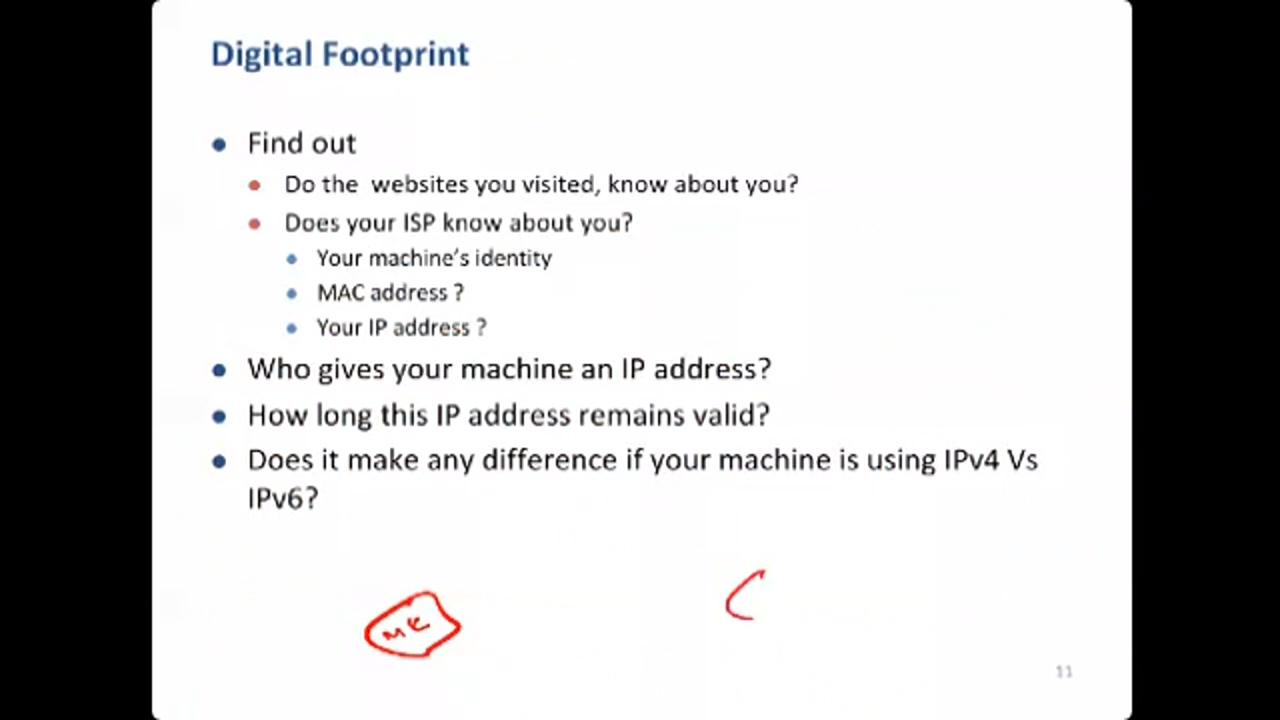 Digital Footprint
Find out
Do the websites you visited, know about you?
Does your ISP know about you?
Your machine's identity
MAC address ?
Your IP address ?
Who gives your machine an IP address?
How long this IP address remains valid?
Does it make any difference if your machine is using IPv4 Vs
IPv6?
11